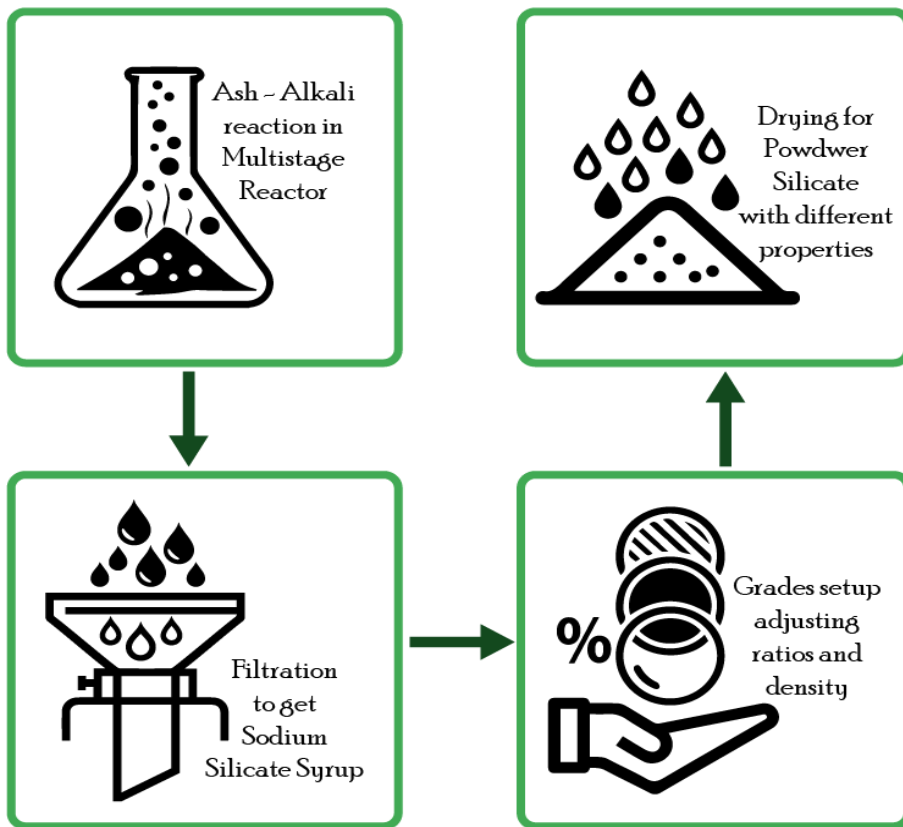 Ash - Alkali
reaction in
Multistage
Reactor
Filtration
to get
Sodium
Silicate Syrup
%
Grades setup
adjusting
ratios and
density
Drying for
Powdwer
Silicate
with different
properties